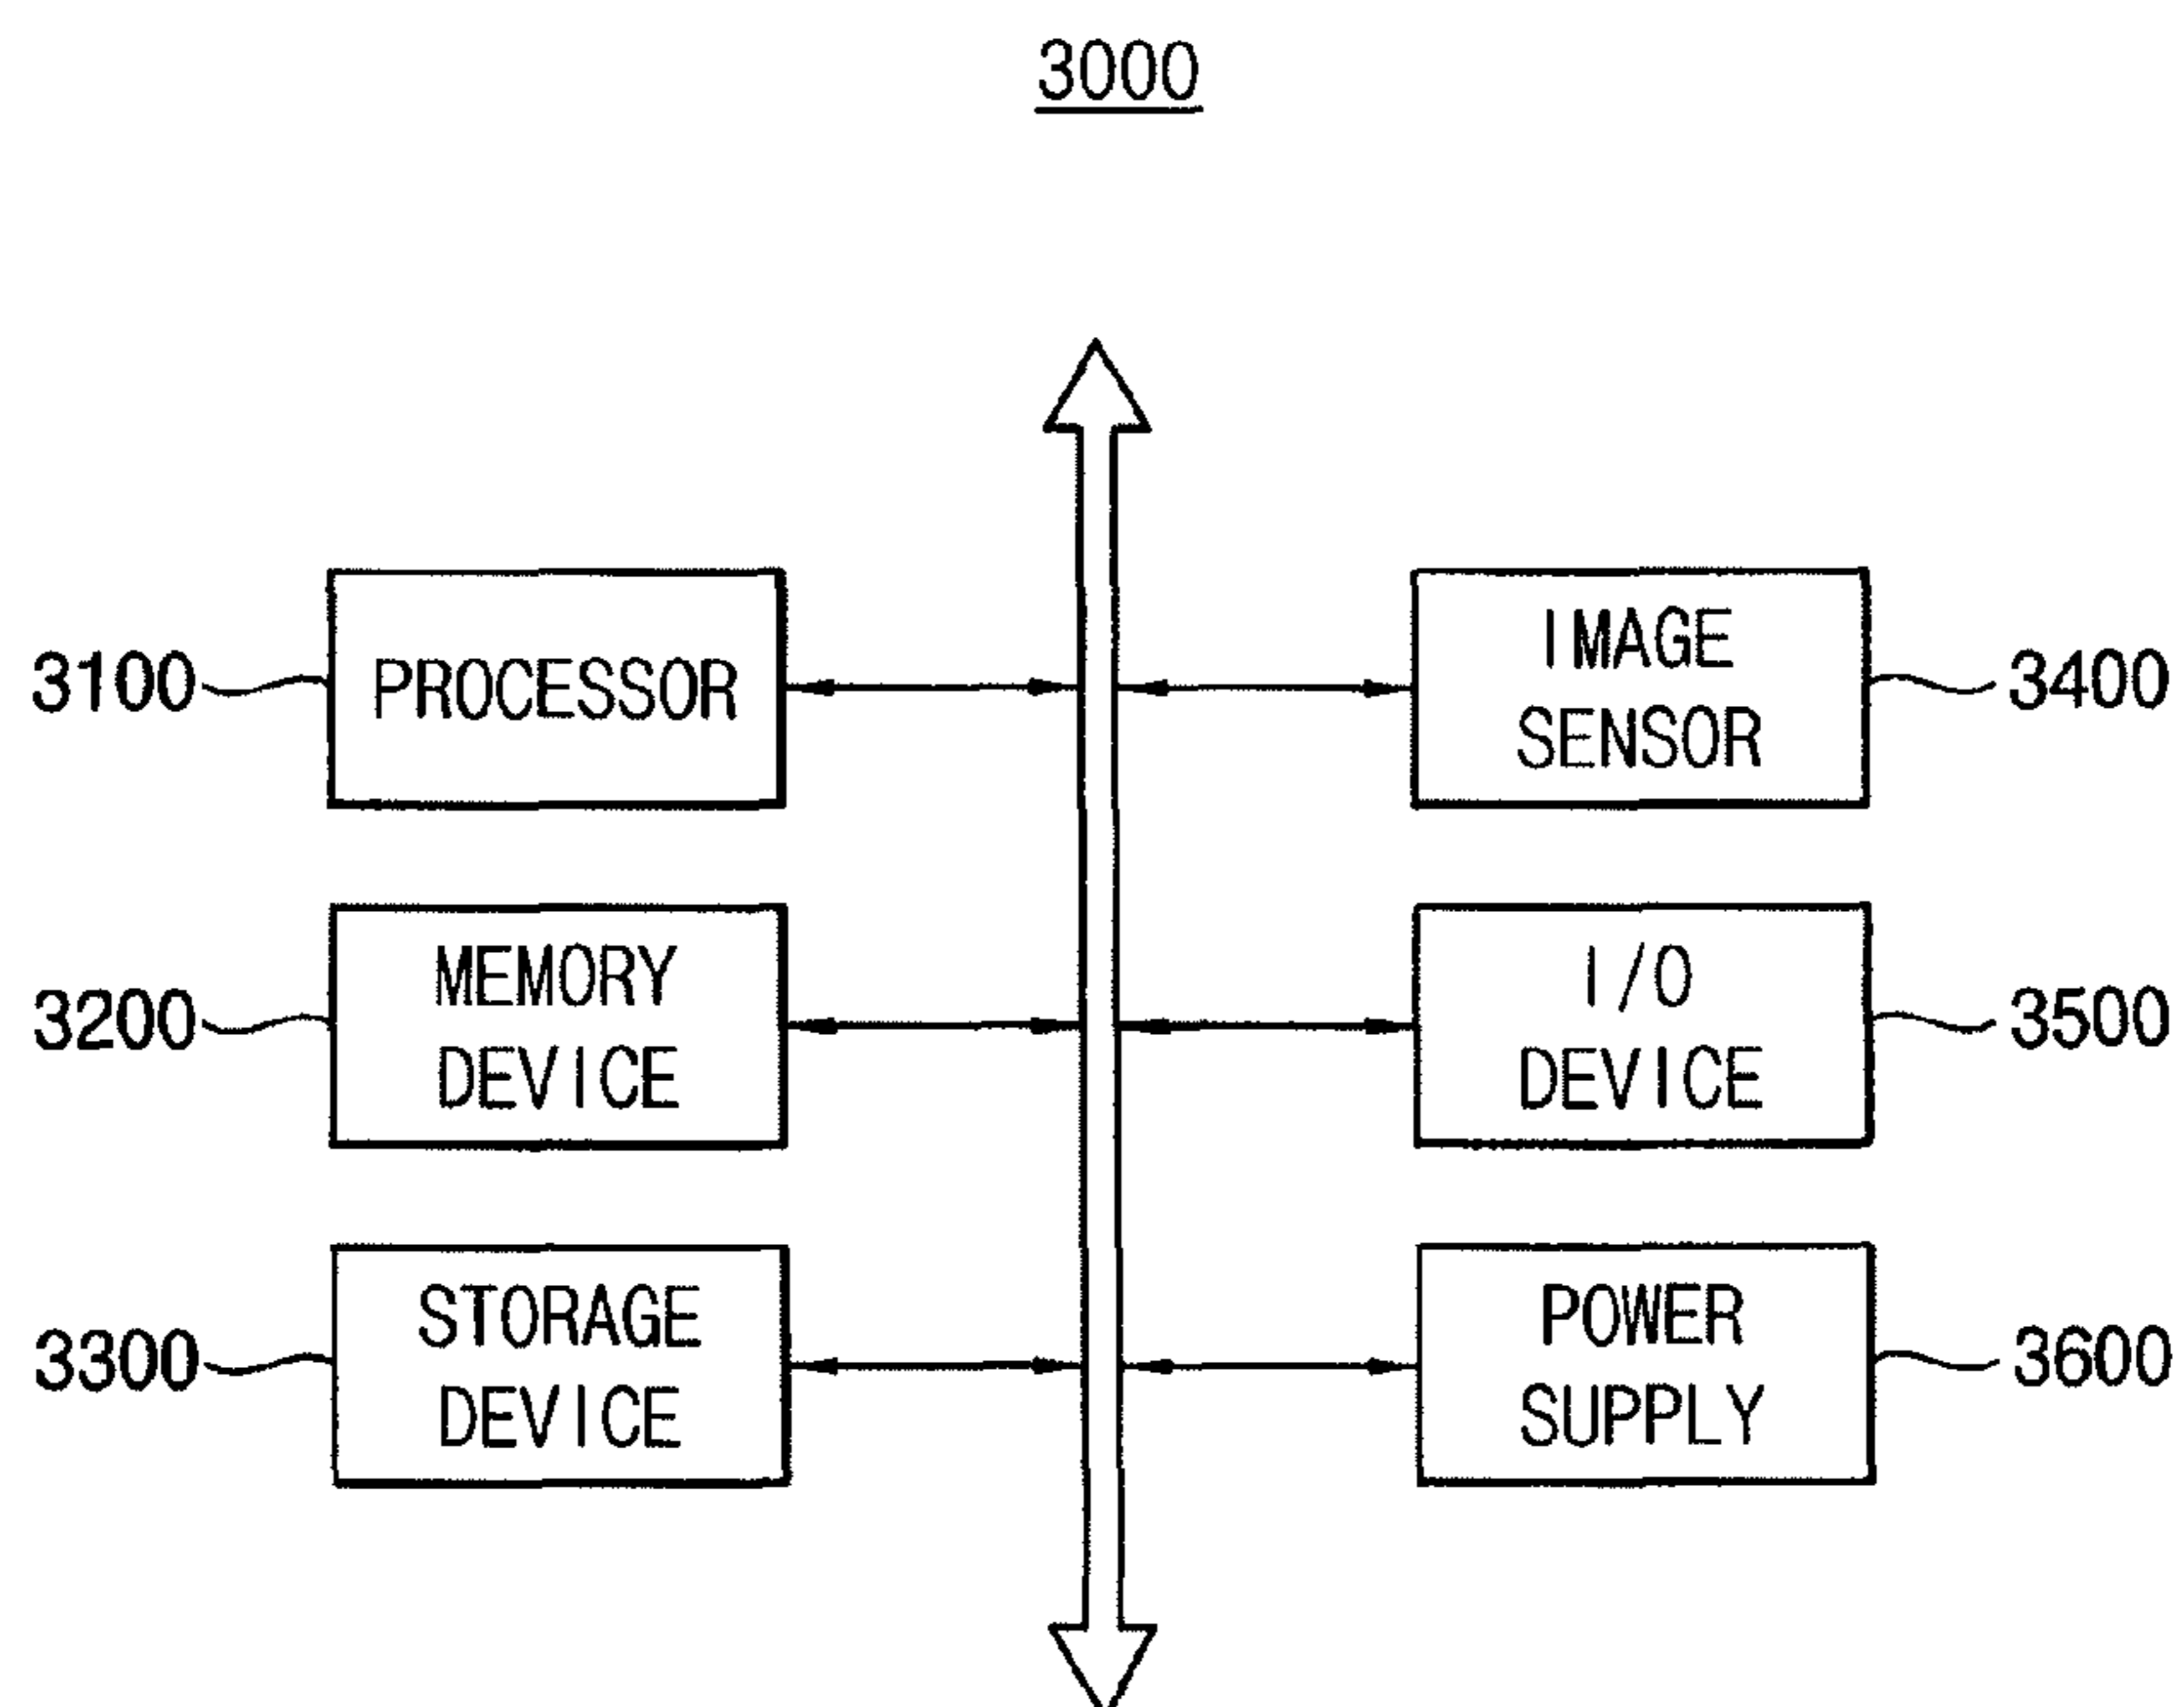 3000
3100
PROCESSOR
IMAGE
SENSOR
3400
3200
MEMORY
DEVICE
I/O
DEVICE
3500
3300
STORAGE
DEVICE
POWER
SUPPLY
3600